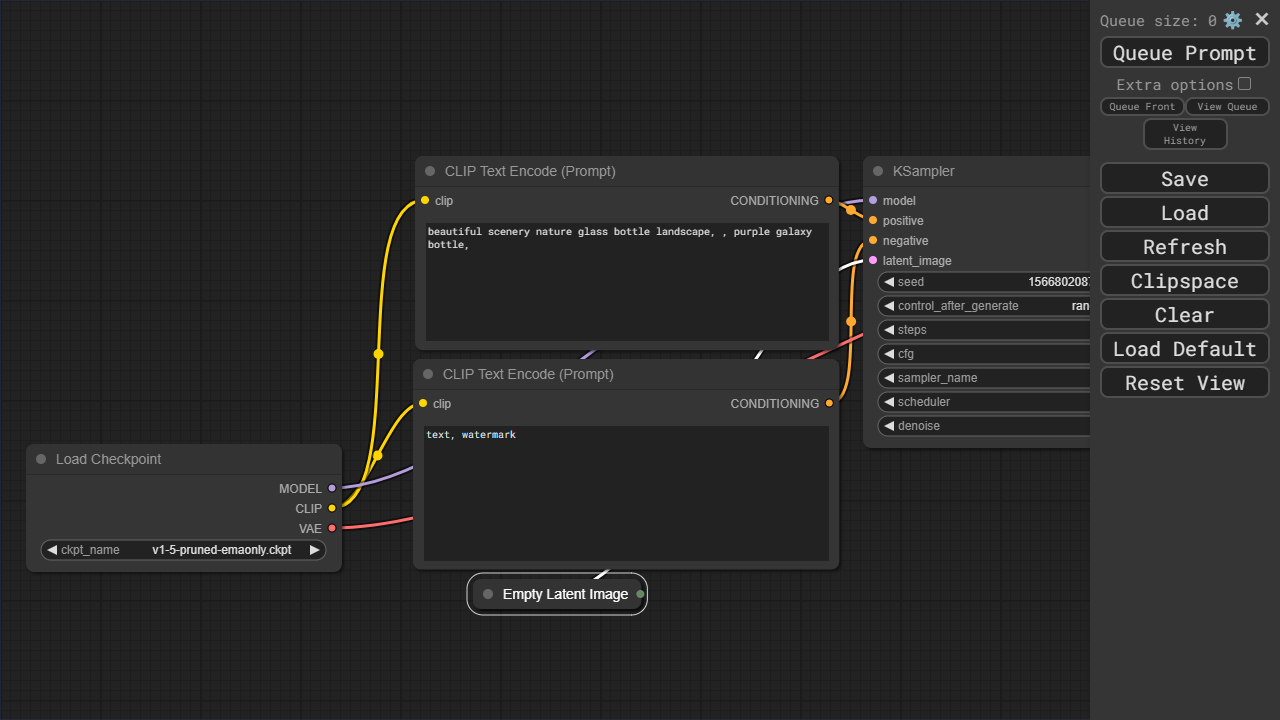 Queue size: 0
Queue Prompt
Extra options
Queue Front
View Queue
View
History
Save
Load
Refresh
Clipspace
Clear
Load Default
Reset View
CLIP Text Encode (Prompt)
clip
CONDITIONING
beautiful scenery nature glass bottle landscape, , purple galaxy
bottle,
KSampler
model
positive
negative
latent_image
seed
156680208
control_after_generate
ran
steps
cfg
sampler_name
scheduler
denoise
CLIP Text Encode (Prompt)
clip
CONDITIONING
text, watermark
Load Checkpoint
MODEL
CLIP
VAE
ckpt_name v1-5-pruned-emaonly.ckpt
Empty Latent Image